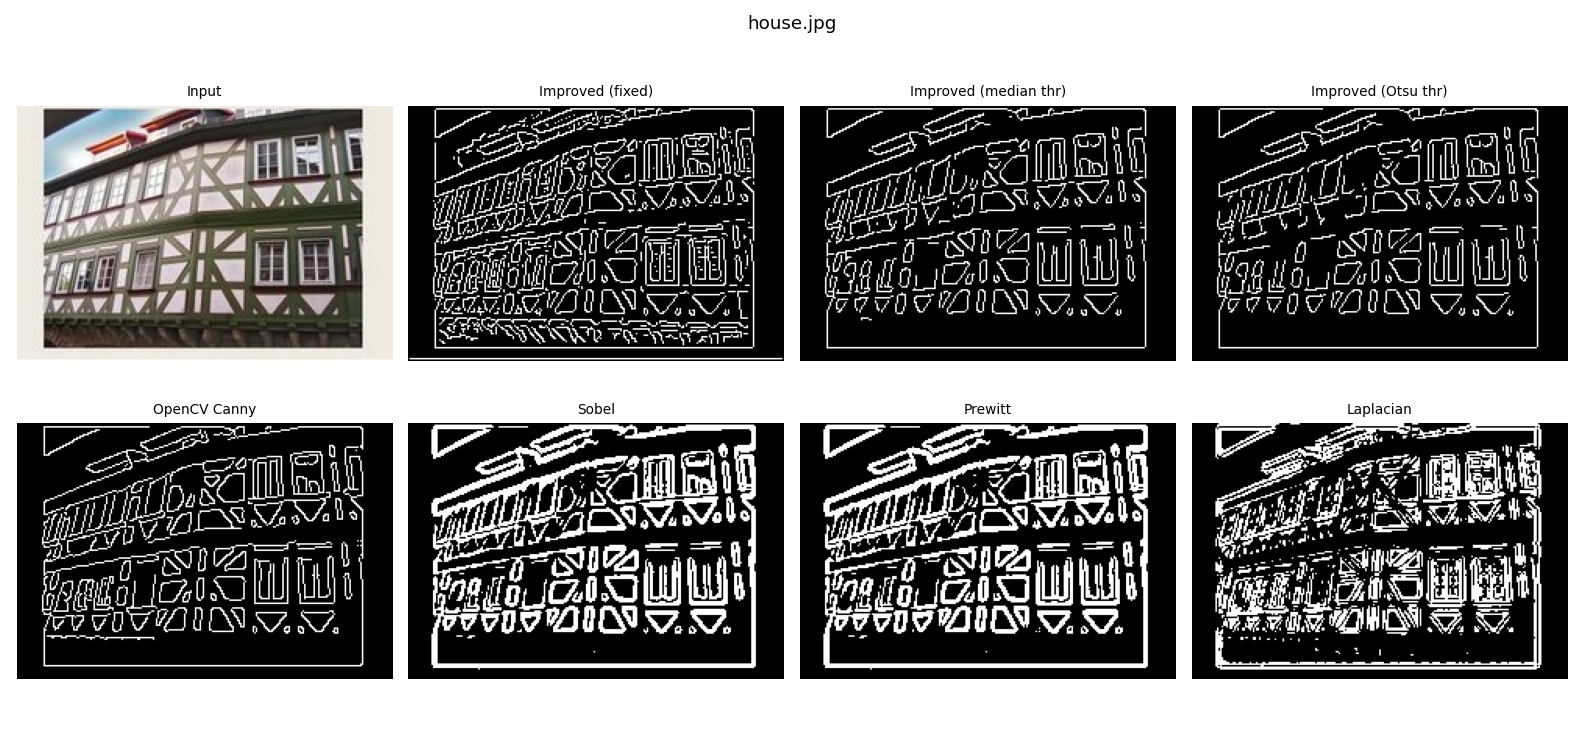 house.jpg
Input
Improved (fixed)
Improved (median thr)
Improved (Otsu thr)
OpenCV Canny
Sobel
Prewitt
Laplacian